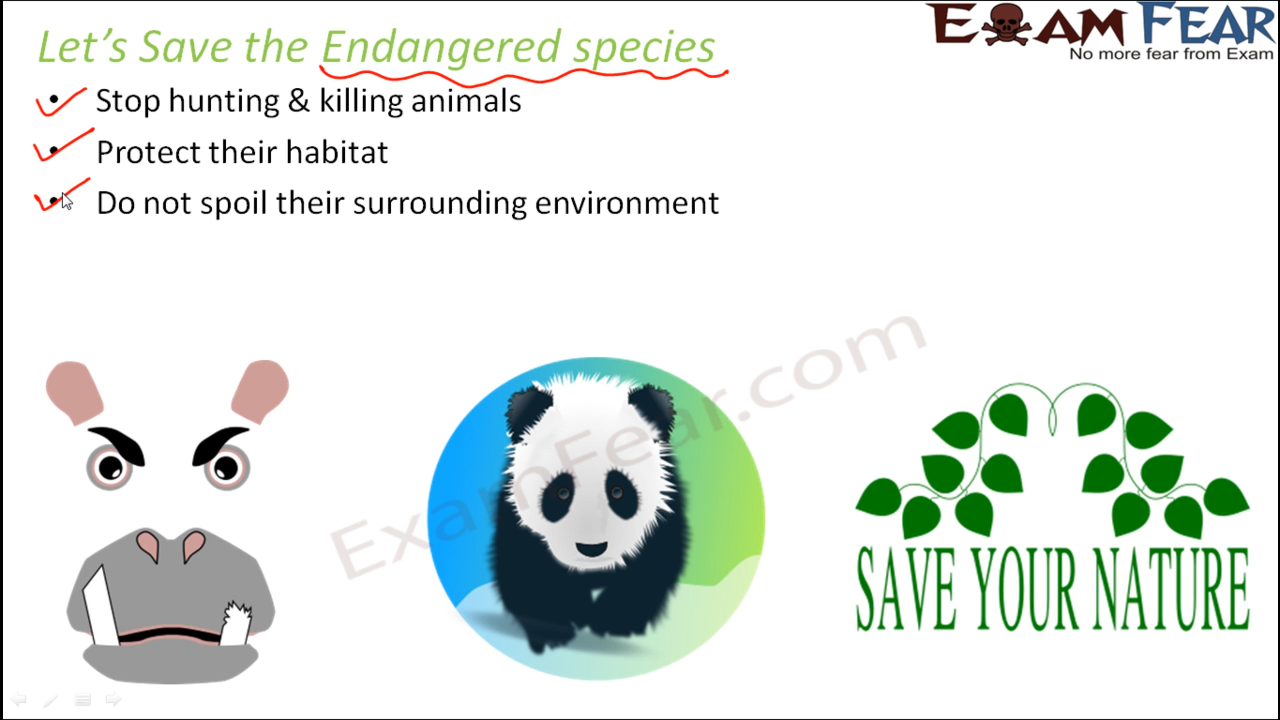 Let's Save the Endangered species
EXAM FEAR
No more fear from Exam
• Stop hunting & killing animals
• Protect their habitat
• Do not spoil their surrounding environment
ExamFear.com
SAVE YOUR NATURE